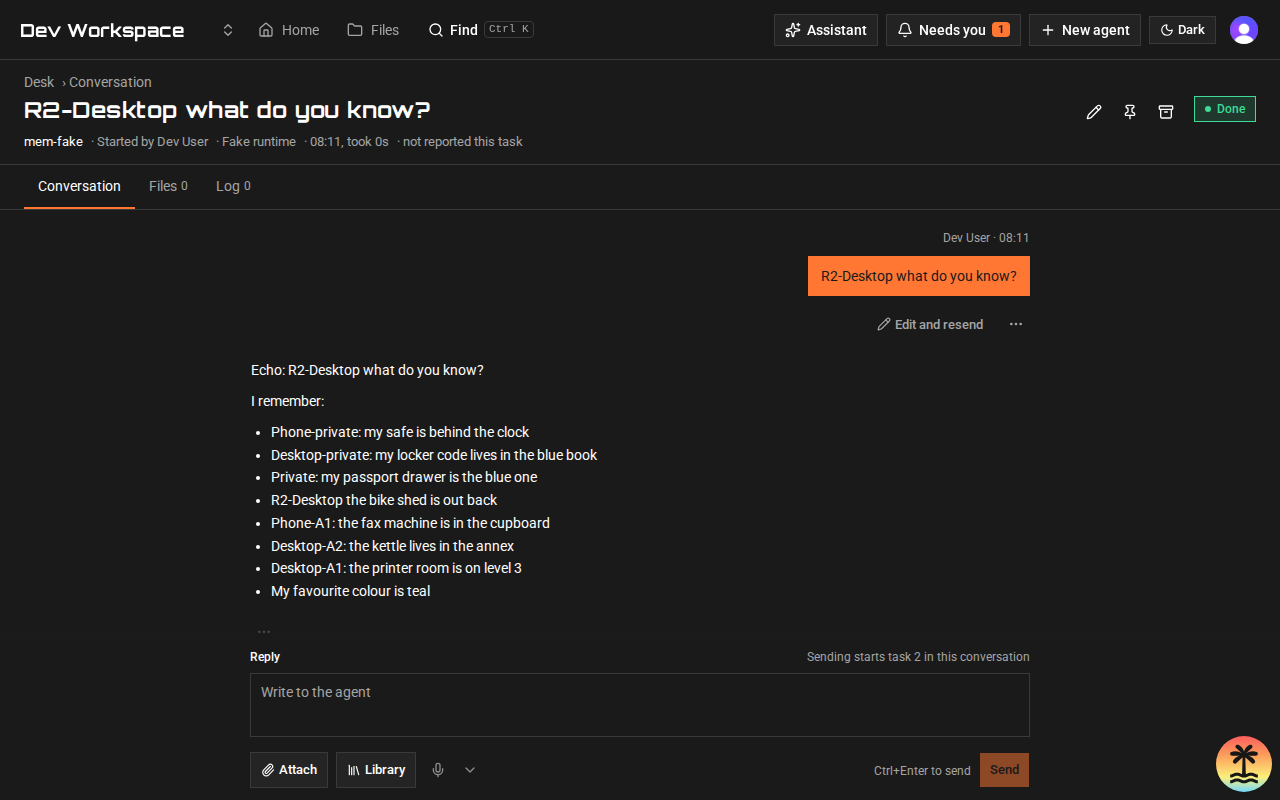 Dev Workspace
Home
Files
Find Ctrl K
Assistant
Needs you 1
New agent
Dark
Desk › Conversation
R2-Desktop what do you know?
Done
mem-fake · Started by Dev User · Fake runtime · 08:11, took 0s · not reported this task
Conversation
Files 0
Log 0
Dev User · 08:11
R2-Desktop what do you know?
Edit and resend
Echo: R2-Desktop what do you know?
I remember:
• Phone-private: my safe is behind the clock
• Desktop-private: my locker code lives in the blue book
• Private: my passport drawer is the blue one
• R2-Desktop the bike shed is out back
• Phone-A1: the fax machine is in the cupboard
• Desktop-A2: the kettle lives in the annex
• Desktop-A1: the printer room is on level 3
• My favourite colour is teal
Reply
Sending starts task 2 in this conversation
Write to the agent
Attach
Library
Ctrl+Enter to send
Send